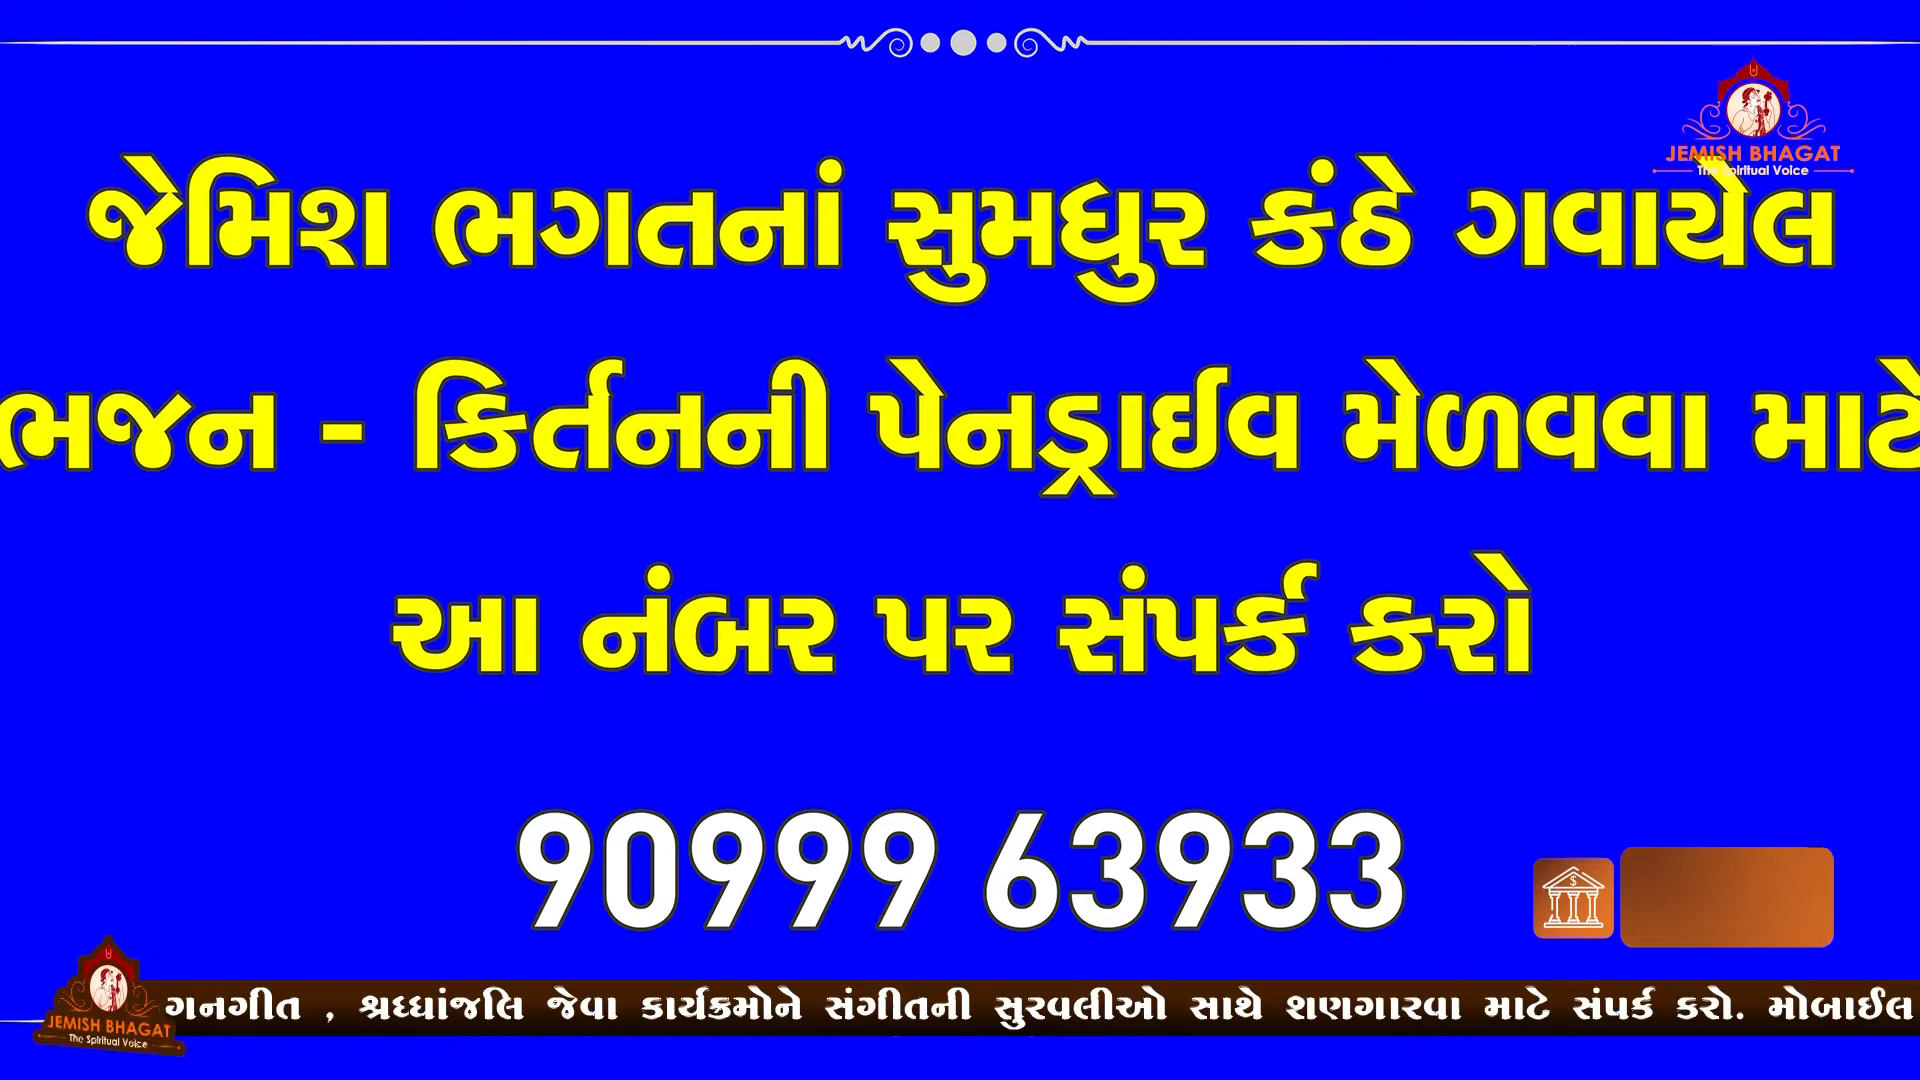 JEMISH BHAGAT
The Spiritual Voice
જેમિશ ભગતનાં સુમધુર કંઠે ગવાયેલ
ભજન - કિર્તનની પેનડ્રાઈવ મેળવવા માટે
આ નંબર પર સંપર્ક કરો
90999 63933
ગનગીત , શ્રધ્ધાંજલિ જેવા કાર્યક્રમોને સંગીતની સુરવલીઓ સાથે શણગારવા માટે સંપર્ક કરો. મોબાઈલ
JEMISH BHAGAT
The Spiritual Voice